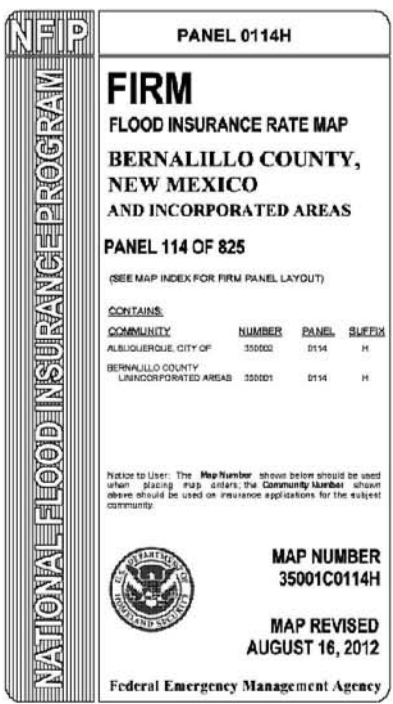 NFIP
PANEL 0114H
NATIONAL FLOOD INSURANCE PROGRAM
FIRM
FLOOD INSURANCE RATE MAP
BERNALILLO COUNTY,
NEW MEXICO
AND INCORPORATED AREAS
PANEL 114 OF 825
(SEE MAP INDEX FOR FIRM PANEL LAYOUT)
CONTAINS:
COMMUNITY NUMBER PANEL SUFFIX
ALBUQUERQUE, CITY OF 350002 0114 H
BERNALILLO COUNTY
UNINCORPORATED AREAS 350001 0114 H
Notice to User: The Map Number shown below should be used
when placing map orders; the Community Number shown
above should be used on insurance applications for the subject
community.
U.S. DEPARTMENT OF
HOMELAND SECURITY
MAP NUMBER
35001C0114H
MAP REVISED
AUGUST 16, 2012
Federal Emergency Management Agency